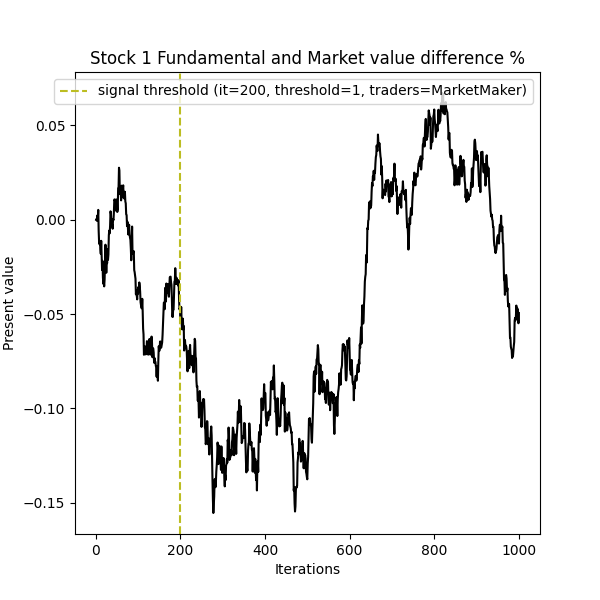 Stock 1 Fundamental and Market value difference %
signal threshold (it=200, threshold=1, traders=MarketMaker)
0.05
0.00
−0.05
−0.10
−0.15
Present value
0 200 400 600 800 1000
Iterations